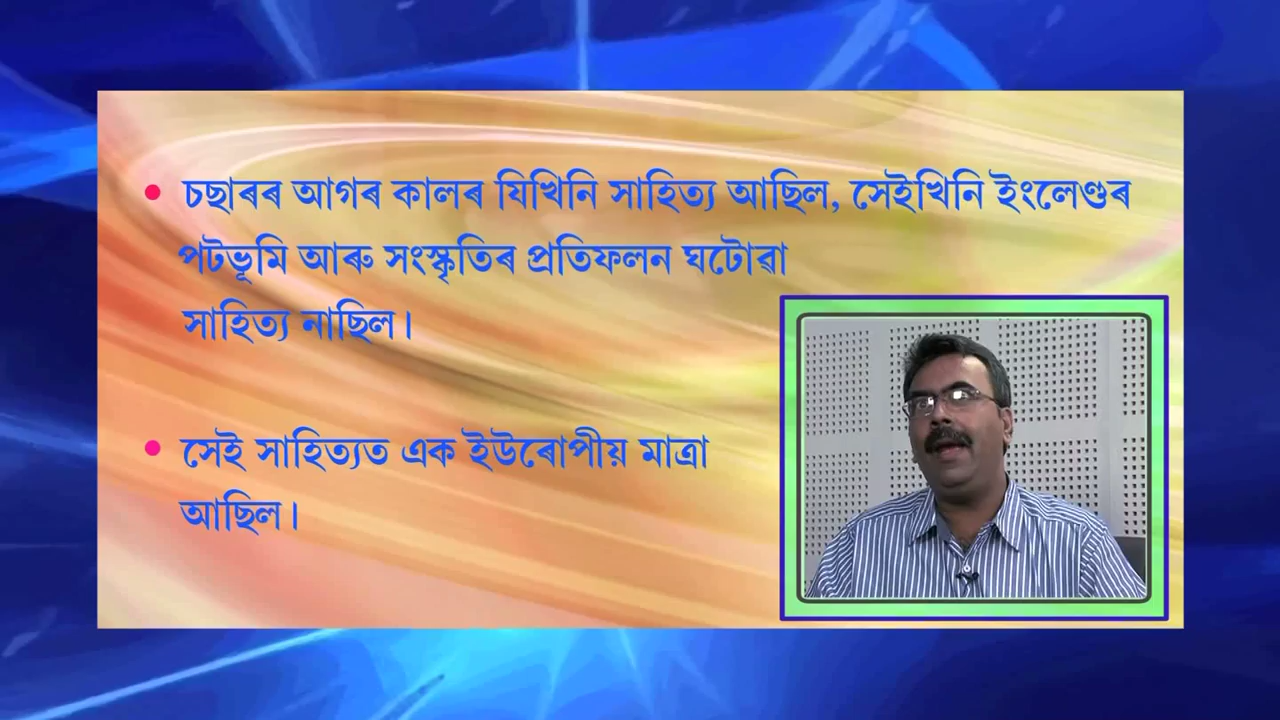 চছাৰৰ আগৰ কালৰ যিখিনি সাহিত্য আছিল, সেইখিনি ইংলেণ্ডৰ
পটভূমি আৰু সংস্কৃতিৰ প্ৰতিফলন ঘটোৱা
সাহিত্য নাছিল।
সেই সাহিত্যত এক ইউৰোপীয় মাত্ৰা
আছিল।